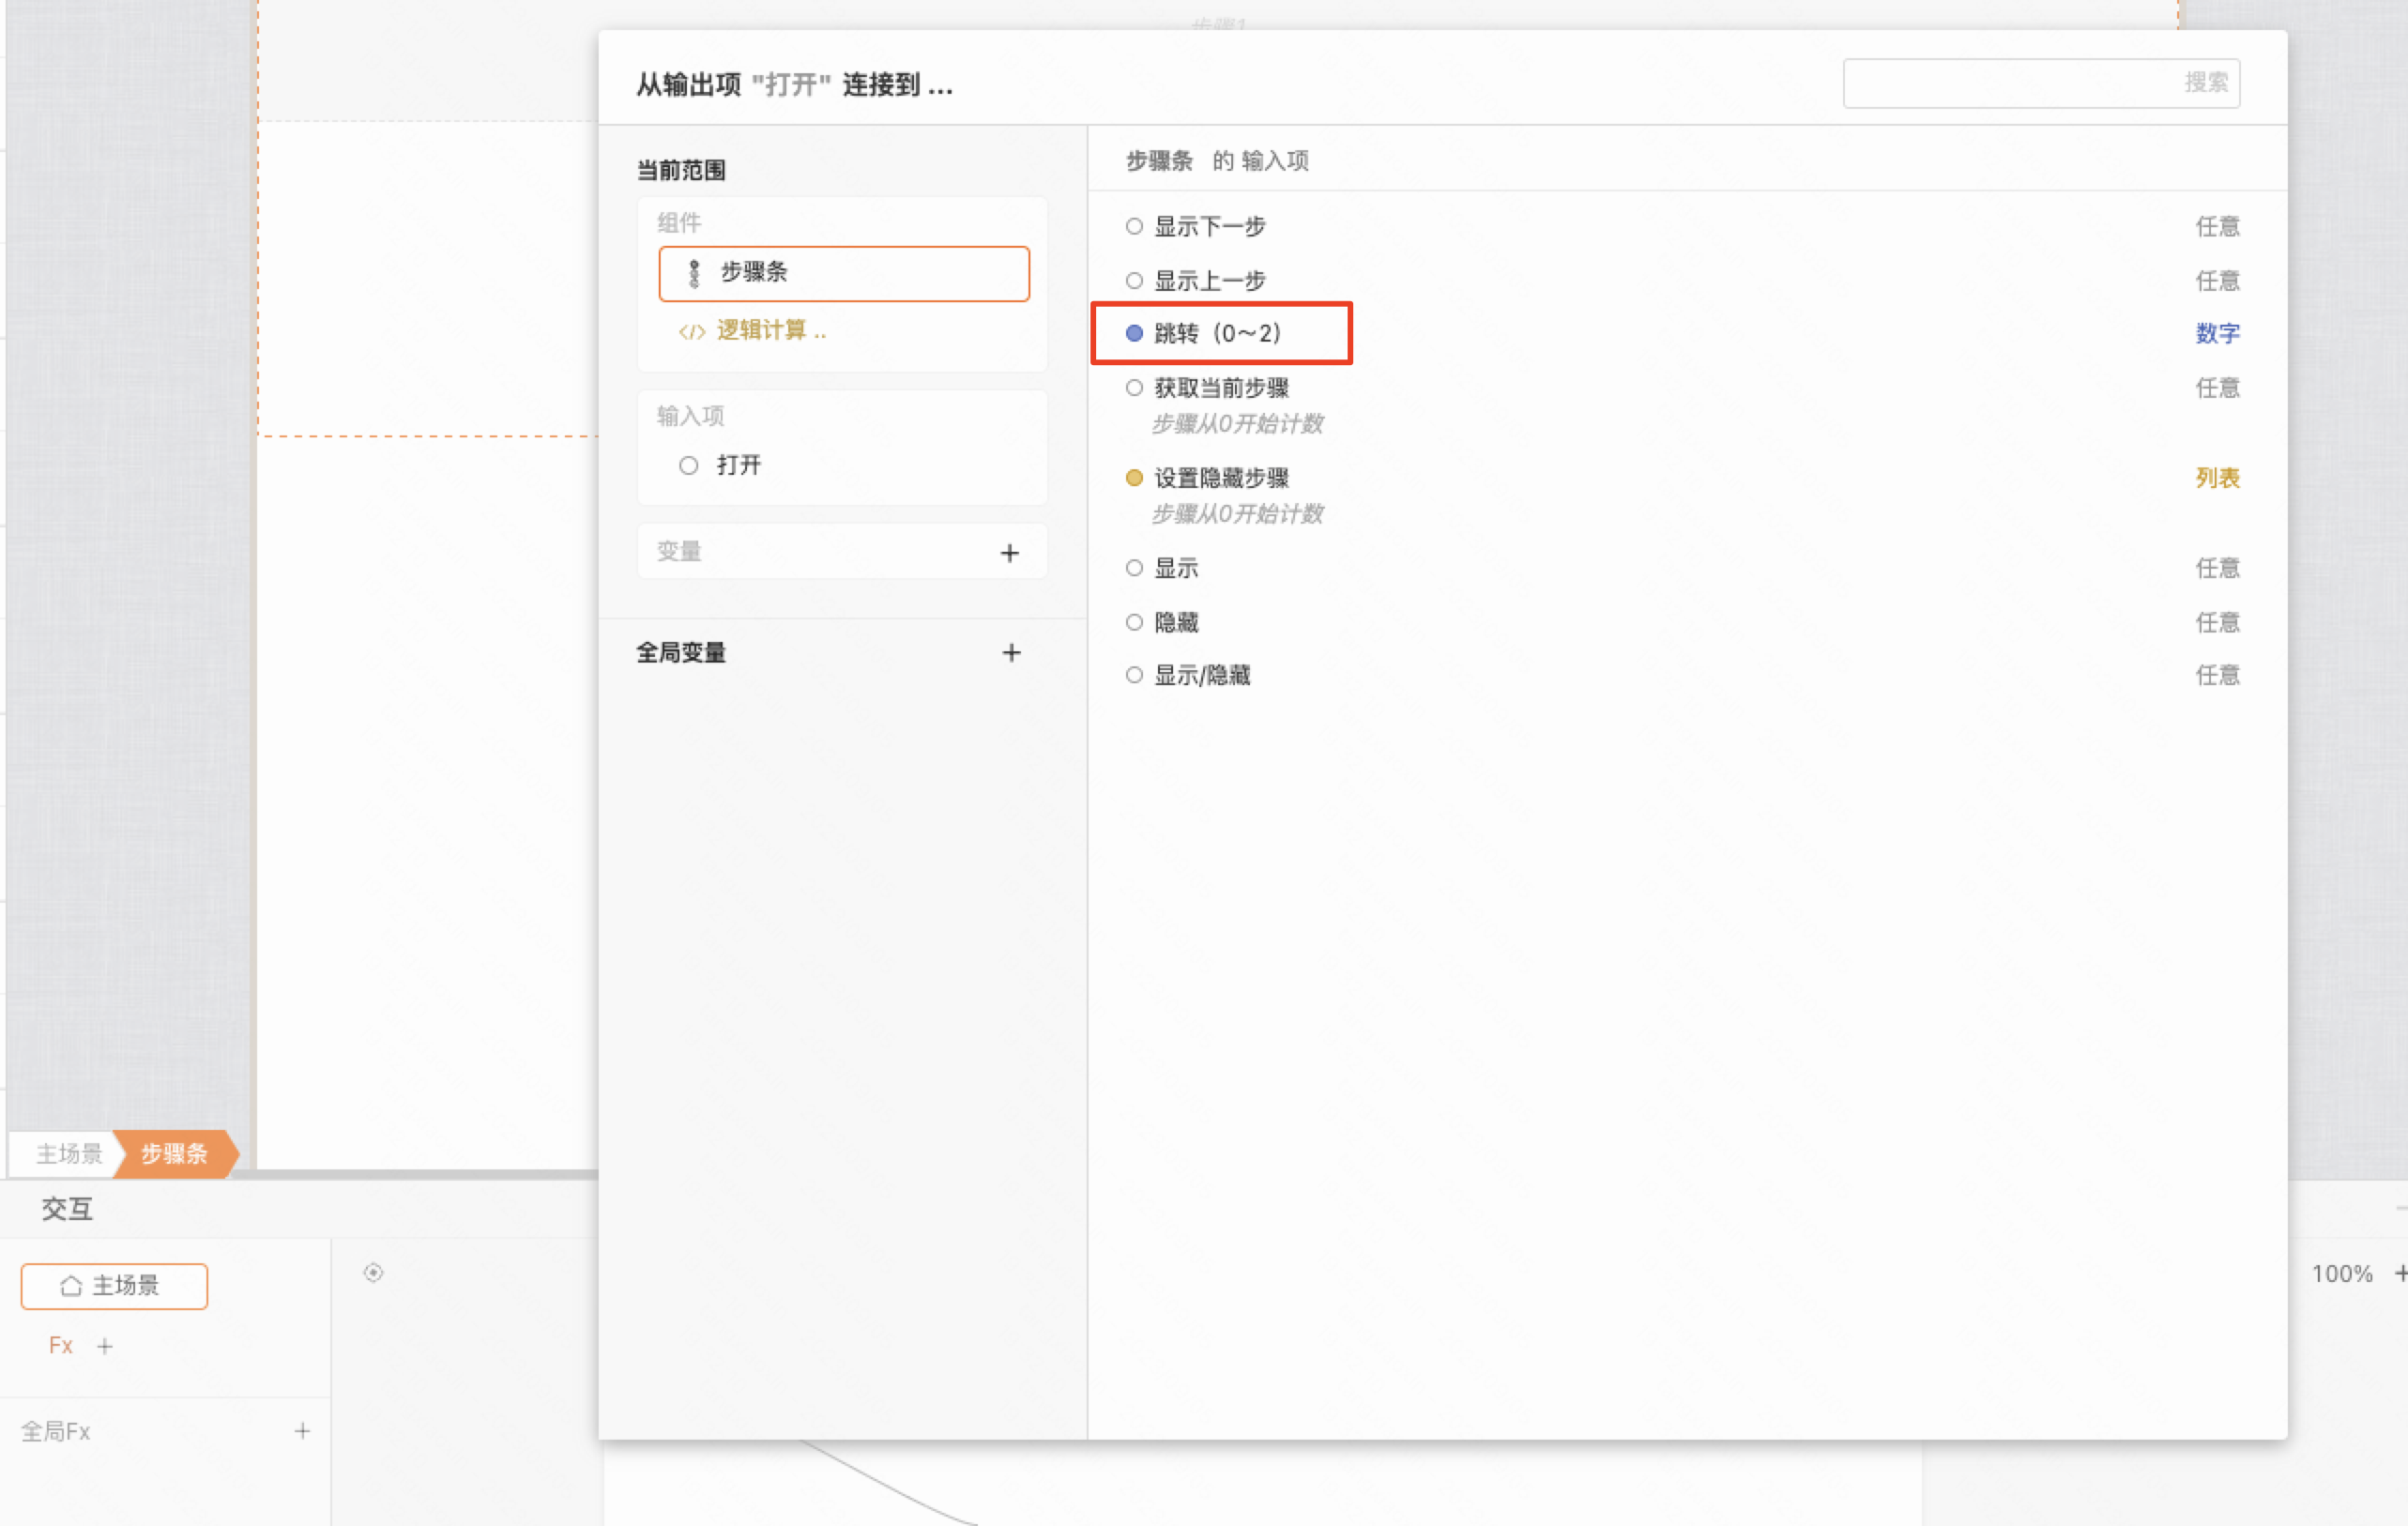 步骤1
从输出项 "打开" 连接到 ...
搜索
当前范围
组件
步骤条
</> 逻辑计算 ..
输入项
打开
变量 +
全局变量 +
步骤条 的 输入项
显示下一步 任意
显示上一步 任意
跳转（0～2） 数字
获取当前步骤 任意
步骤从0开始计数
设置隐藏步骤 列表
步骤从0开始计数
显示 任意
隐藏 任意
显示/隐藏 任意
主场景 步骤条
交互
主场景
Fx +
全局Fx +
100% +